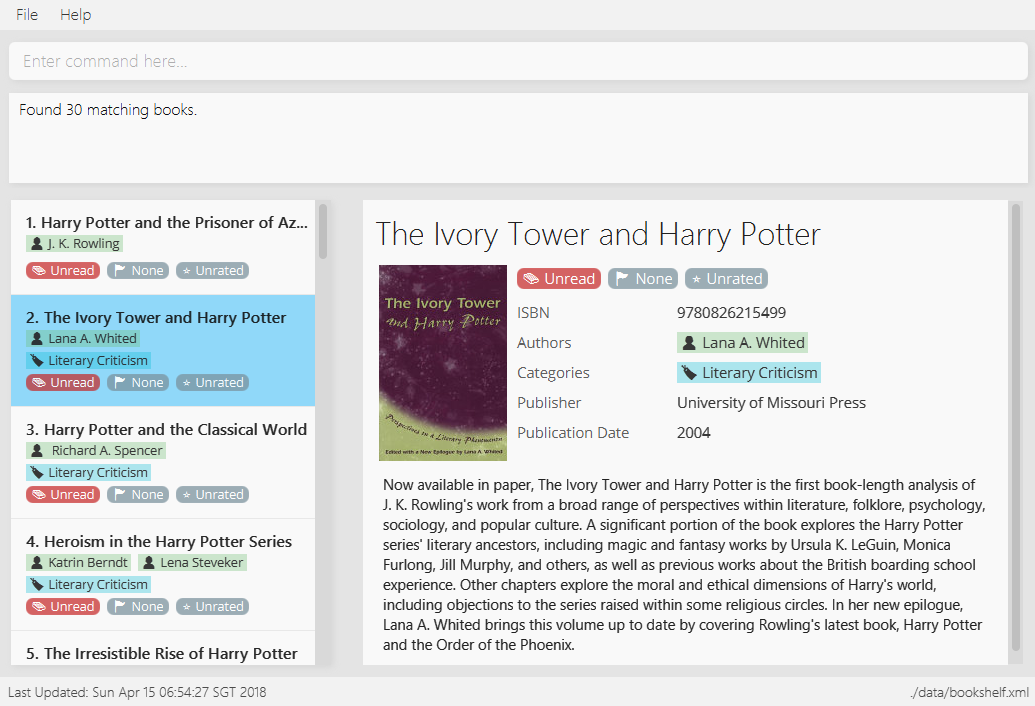 File Help
Enter command here...
Found 30 matching books.
1. Harry Potter and the Prisoner of Az...
J. K. Rowling
Unread None Unrated
2. The Ivory Tower and Harry Potter
Lana A. Whited
Literary Criticism
Unread None Unrated
3. Harry Potter and the Classical World
Richard A. Spencer
Literary Criticism
Unread None Unrated
4. Heroism in the Harry Potter Series
Katrin Berndt Lena Steveker
Literary Criticism
Unread None Unrated
5. The Irresistible Rise of Harry Potter
The Ivory Tower and Harry Potter
The Ivory Tower
and Harry Potter
Perspectives on a Literary Phenomenon
Edited with a New Epilogue by Lana A. Whited
Unread None Unrated
ISBN 9780826215499
Authors Lana A. Whited
Categories Literary Criticism
Publisher University of Missouri Press
Publication Date 2004
Now available in paper, The Ivory Tower and Harry Potter is the first book-length analysis of
J. K. Rowling's work from a broad range of perspectives within literature, folklore, psychology,
sociology, and popular culture. A significant portion of the book explores the Harry Potter
series' literary ancestors, including magic and fantasy works by Ursula K. LeGuin, Monica
Furlong, Jill Murphy, and others, as well as previous works about the British boarding school
experience. Other chapters explore the moral and ethical dimensions of Harry's world,
including objections to the series raised within some religious circles. In her new epilogue,
Lana A. Whited brings this volume up to date by covering Rowling's latest book, Harry Potter
and the Order of the Phoenix.
Last Updated: Sun Apr 15 06:54:27 SGT 2018
./data/bookshelf.xml